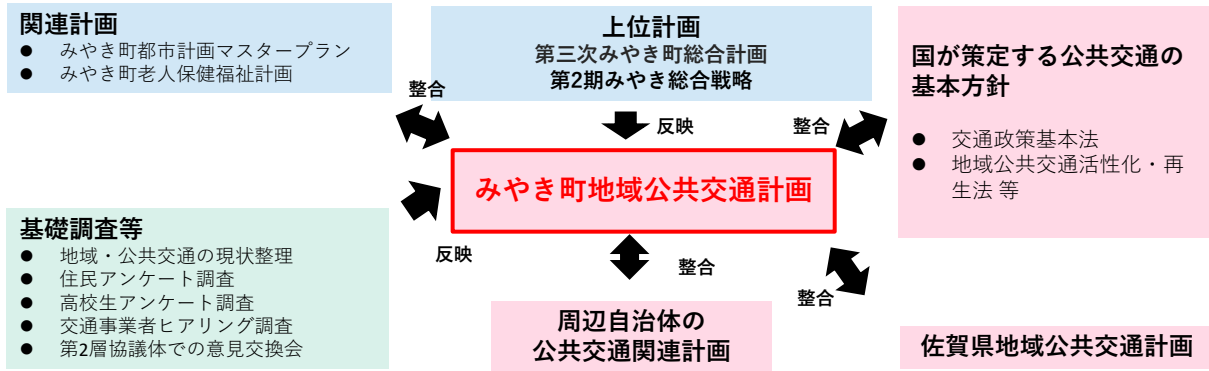 関連計画
● みやき町都市計画マスタープラン
● みやき町老人保健福祉計画
上位計画
第三次みやき町総合計画
第2期みやき総合戦略
国が策定する公共交通の
基本方針
● 交通政策基本法
● 地域公共交通活性化・再
生法 等
整合
反映
整合
みやき町地域公共交通計画
基礎調査等
● 地域・公共交通の現状整理
● 住民アンケート調査
● 高校生アンケート調査
● 交通事業者ヒアリング調査
● 第2層協議体での意見交換会
反映
整合
整合
周辺自治体の
公共交通関連計画
佐賀県地域公共交通計画